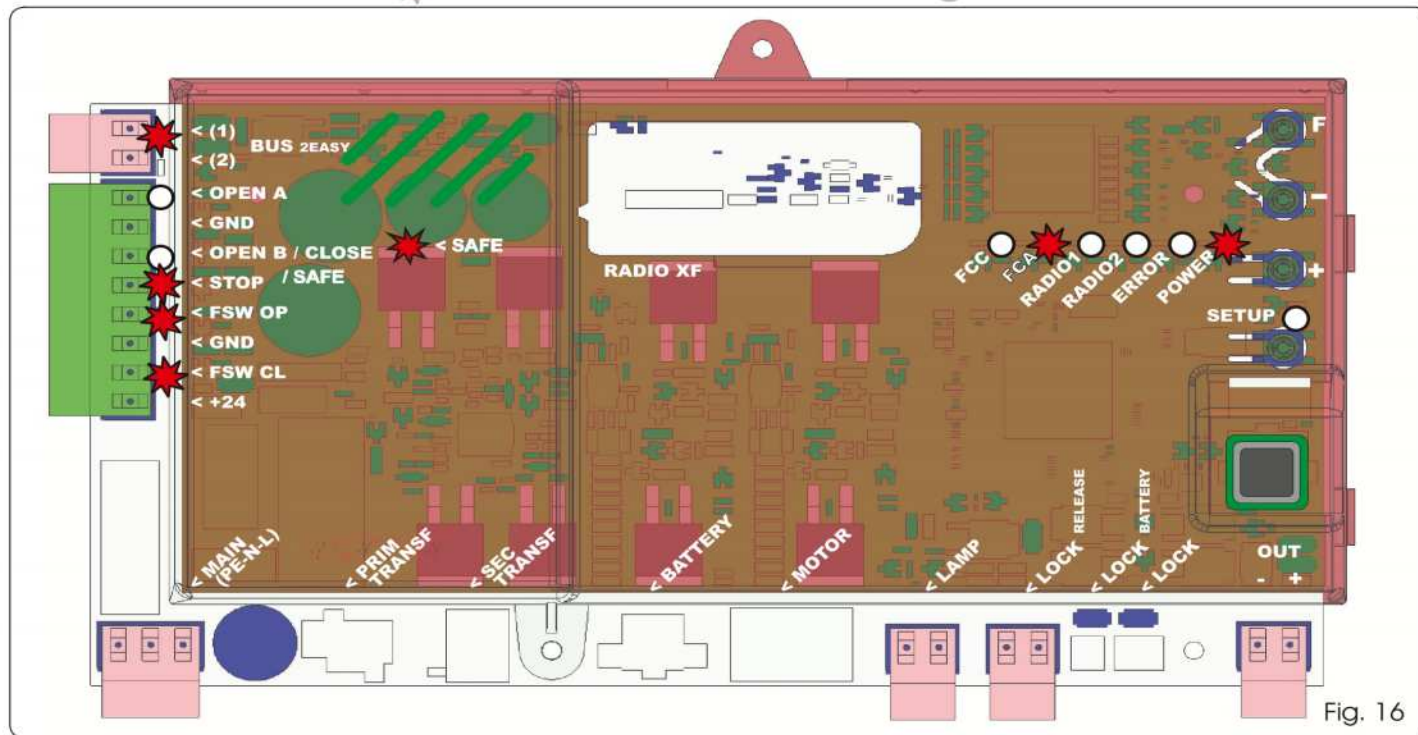 < (1)
BUS 2EASY
< (2)
< OPEN A
< GND
< OPEN B / CLOSE
/ SAFE
< STOP
< FSW OP
< GND
< FSW CL
< +24
< SAFE
RADIO XF
FCC
FCA
RADIO1
RADIO2
ERROR
POWER
F
-
+
SETUP
< MAIN
(PE-N-L)
< PRIM
TRANSF
< SEC
TRANSF
< BATTERY
< MOTOR
< LAMP
< LOCK RELEASE
< LOCK BATTERY
< LOCK
OUT
- +
Fig. 16